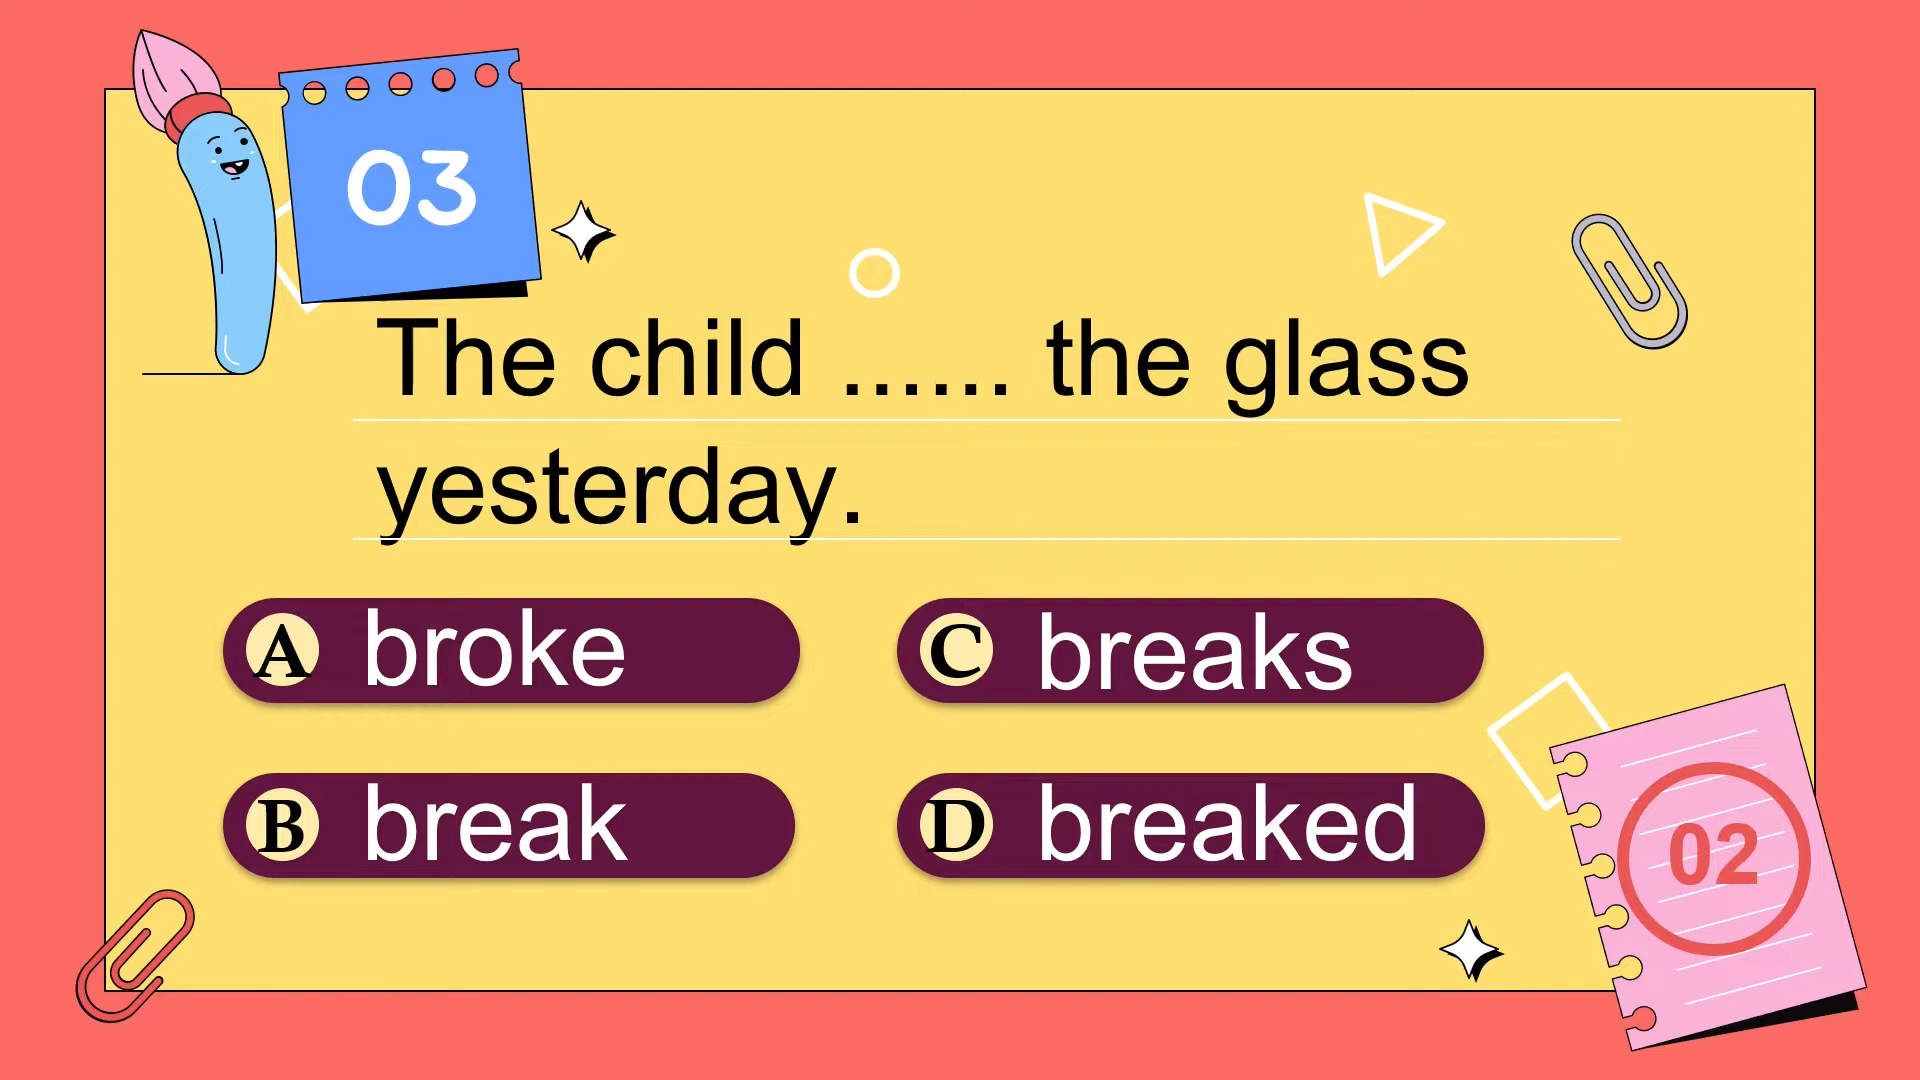 03
The child ...... the glass
yesterday.
A broke
C breaks
B break
D breaked
02